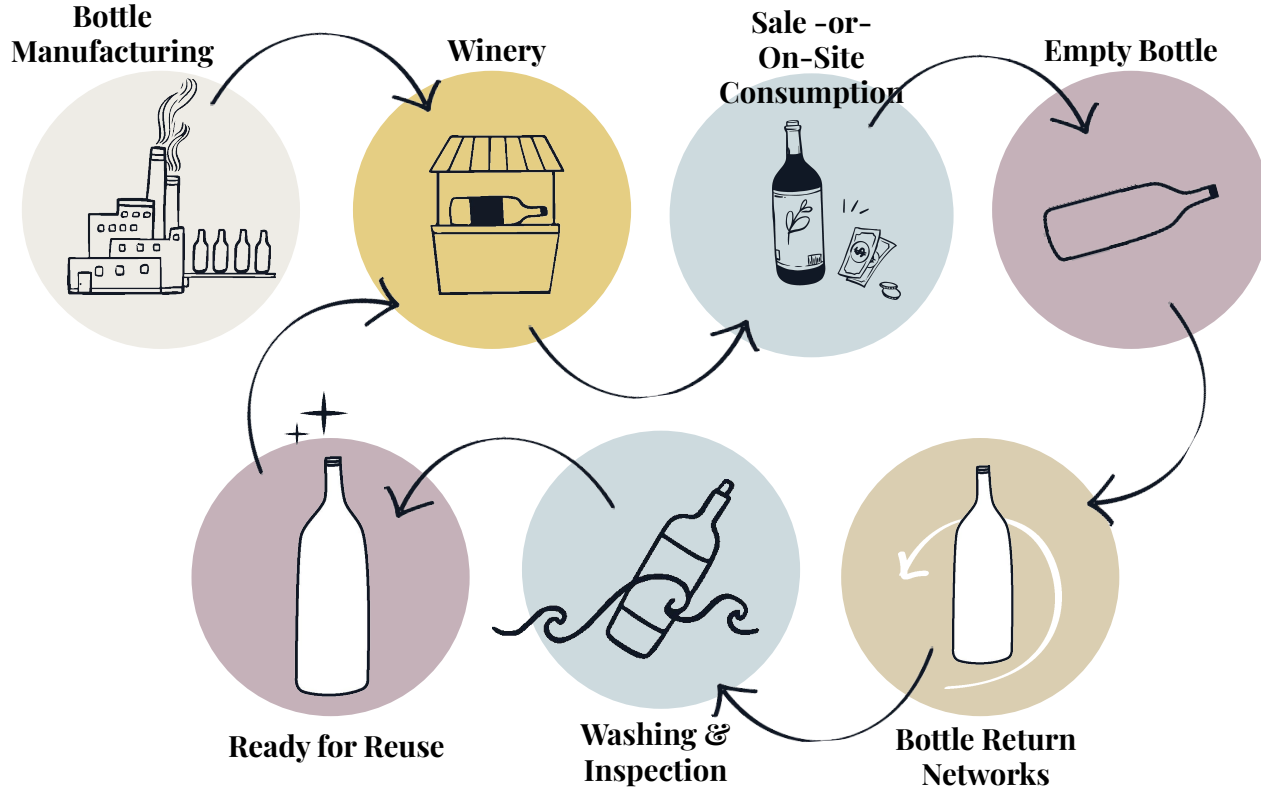 Bottle
Manufacturing
Winery
Sale -or-
On-Site
Consumption
Empty Bottle
$
Ready for Reuse
Washing &
Inspection
Bottle Return
Networks